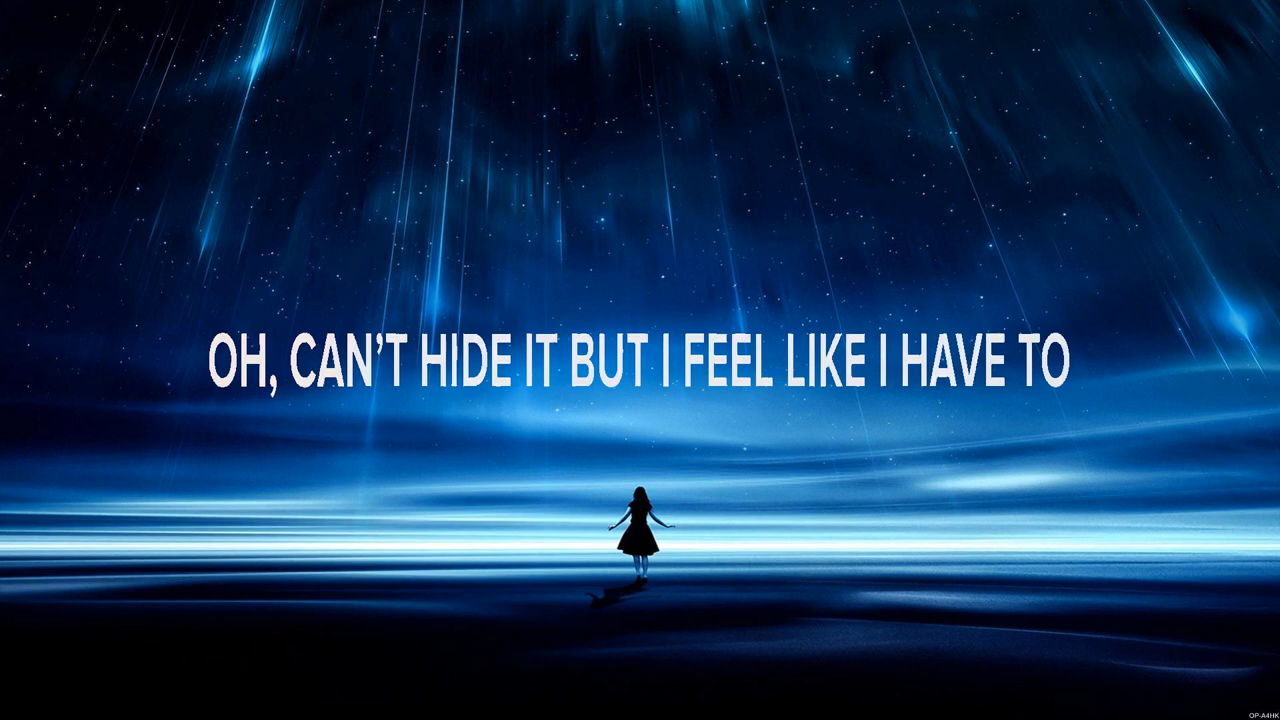 OH, CAN’T HIDE IT BUT I FEEL LIKE I HAVE TO
OP-A4HK